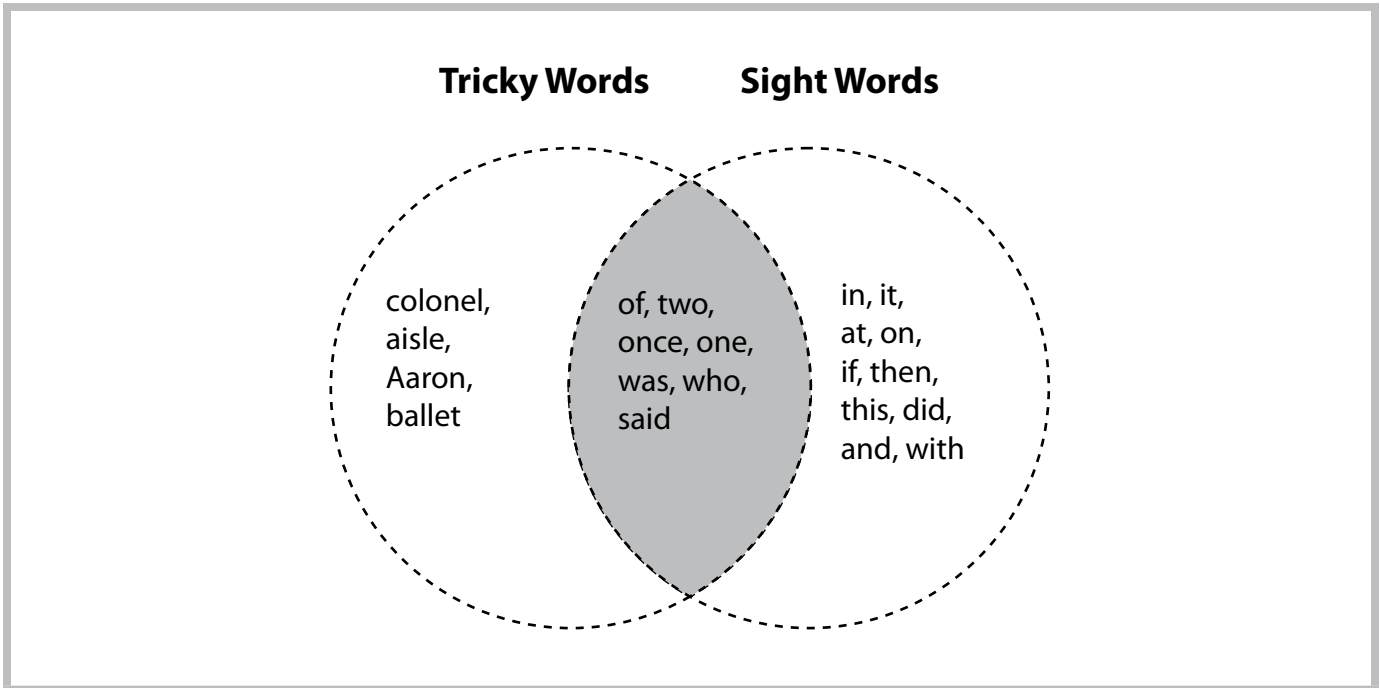 Tricky Words
Sight Words
colonel,
aisle,
Aaron,
ballet
of, two,
once, one,
was, who,
said
in, it,
at, on,
if, then,
this, did,
and, with